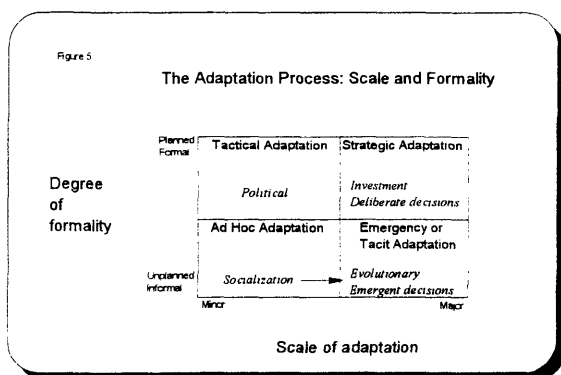 Figure 5
The Adaptation Process: Scale and Formality
Planned
Formal
Tactical Adaptation
Strategic Adaptation
Degree
of
formality
Political
Investment
Deliberate decisions
Ad Hoc Adaptation
Emergency or
Tacit Adaptation
Unplanned
Informal
Socialization
Evolutionary
Emergent decisions
Minor
Major
Scale of adaptation